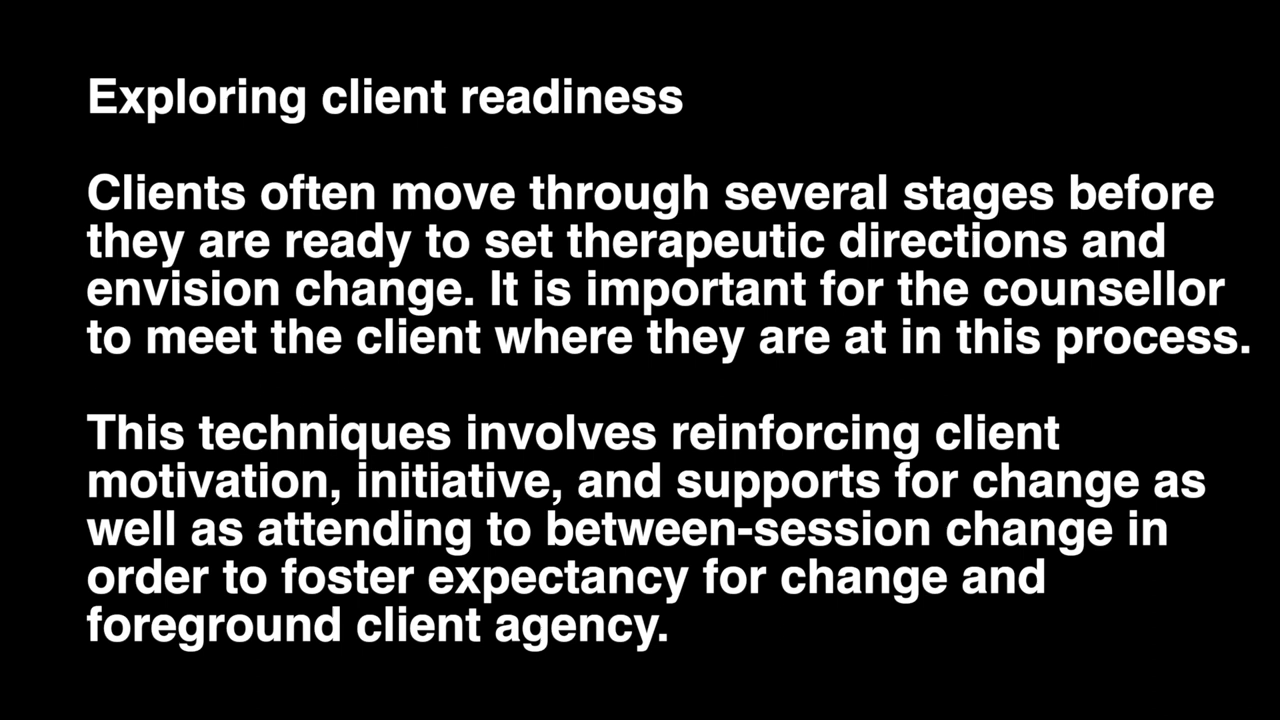 Exploring client readiness
Clients often move through several stages before
they are ready to set therapeutic directions and
envision change. It is important for the counsellor
to meet the client where they are at in this process.
This techniques involves reinforcing client
motivation, initiative, and supports for change as
well as attending to between-session change in
order to foster expectancy for change and
foreground client agency.